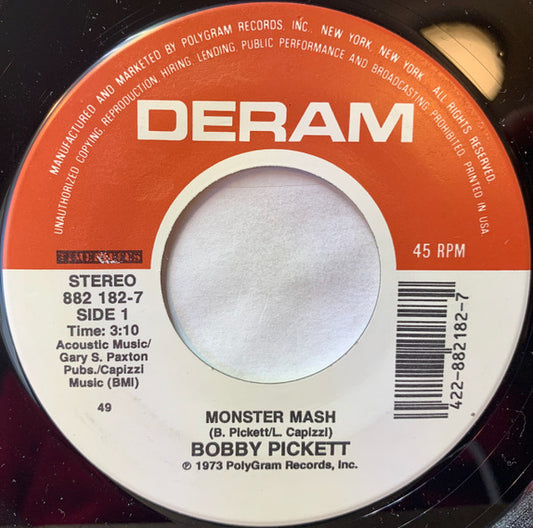 MANUFACTURED AND MARKETED BY POLYGRAM RECORDS, INC., NEW YORK, NEW YORK. ALL RIGHTS RESERVED.
UNAUTHORIZED COPYING, REPRODUCTION, HIRING, LENDING, PUBLIC PERFORMANCE AND BROADCASTING PROHIBITED. PRINTED IN USA.
DERAM
45 RPM
TIMEPIECES
STEREO
882 182-7
SIDE 1
Time: 3:10
Acoustic Music/
Gary S. Paxton
Pubs./Capizzi
Music (BMI)
49
422-882182-7
MONSTER MASH
(B. Pickett/L. Capizzi)
BOBBY PICKETT
℗ 1973 PolyGram Records, Inc.